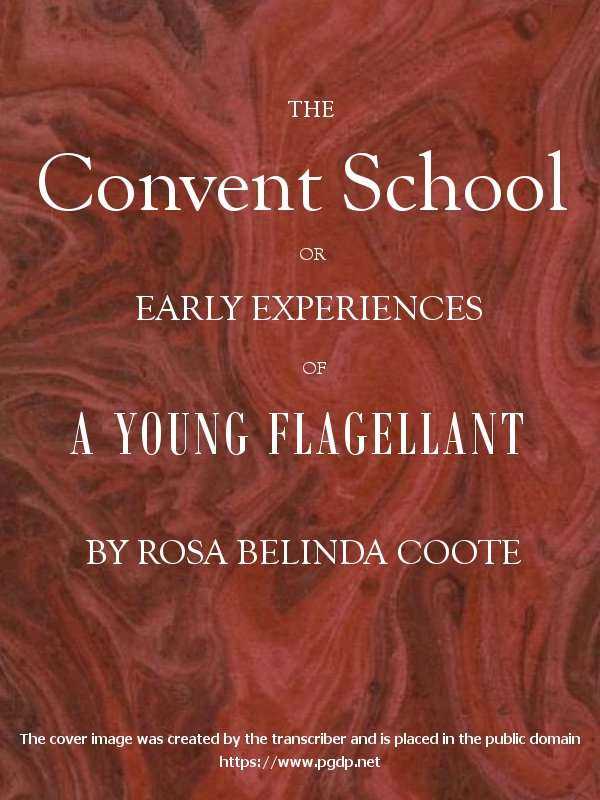 THE
Convent School
OR
EARLY EXPERIENCES
OF
A YOUNG FLAGELLANT
BY ROSA BELINDA COOTE
The cover image was created by the transcriber and is placed in the public domain
https://www.pgdp.net